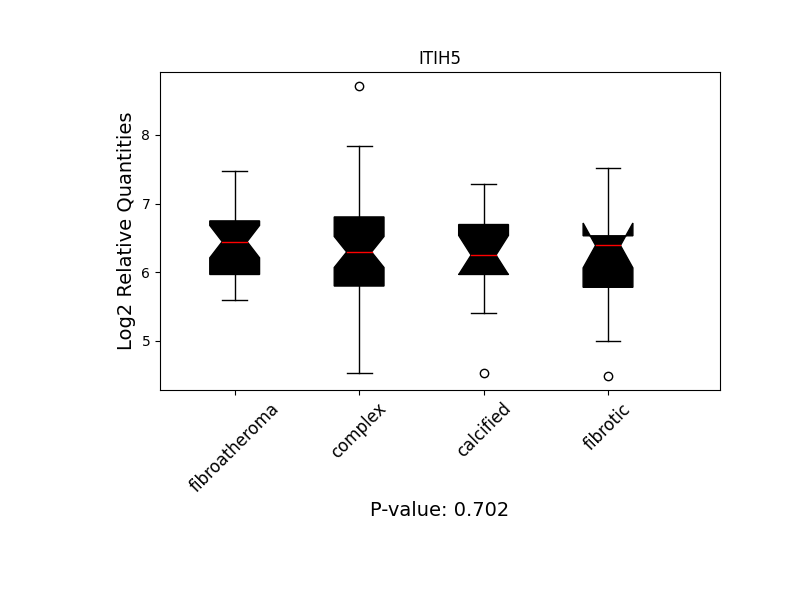 ITIH5
Log2 Relative Quantities
8
7
6
5
fibroatheroma
complex
calcified
fibrotic
P-value: 0.702